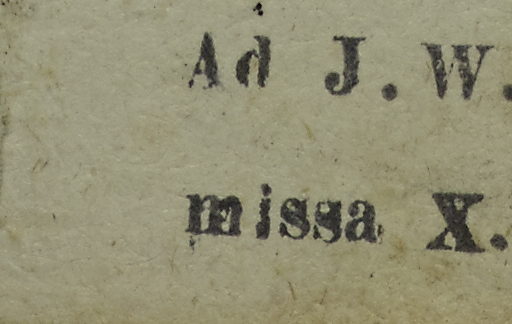 Ad J. W.
missa X.